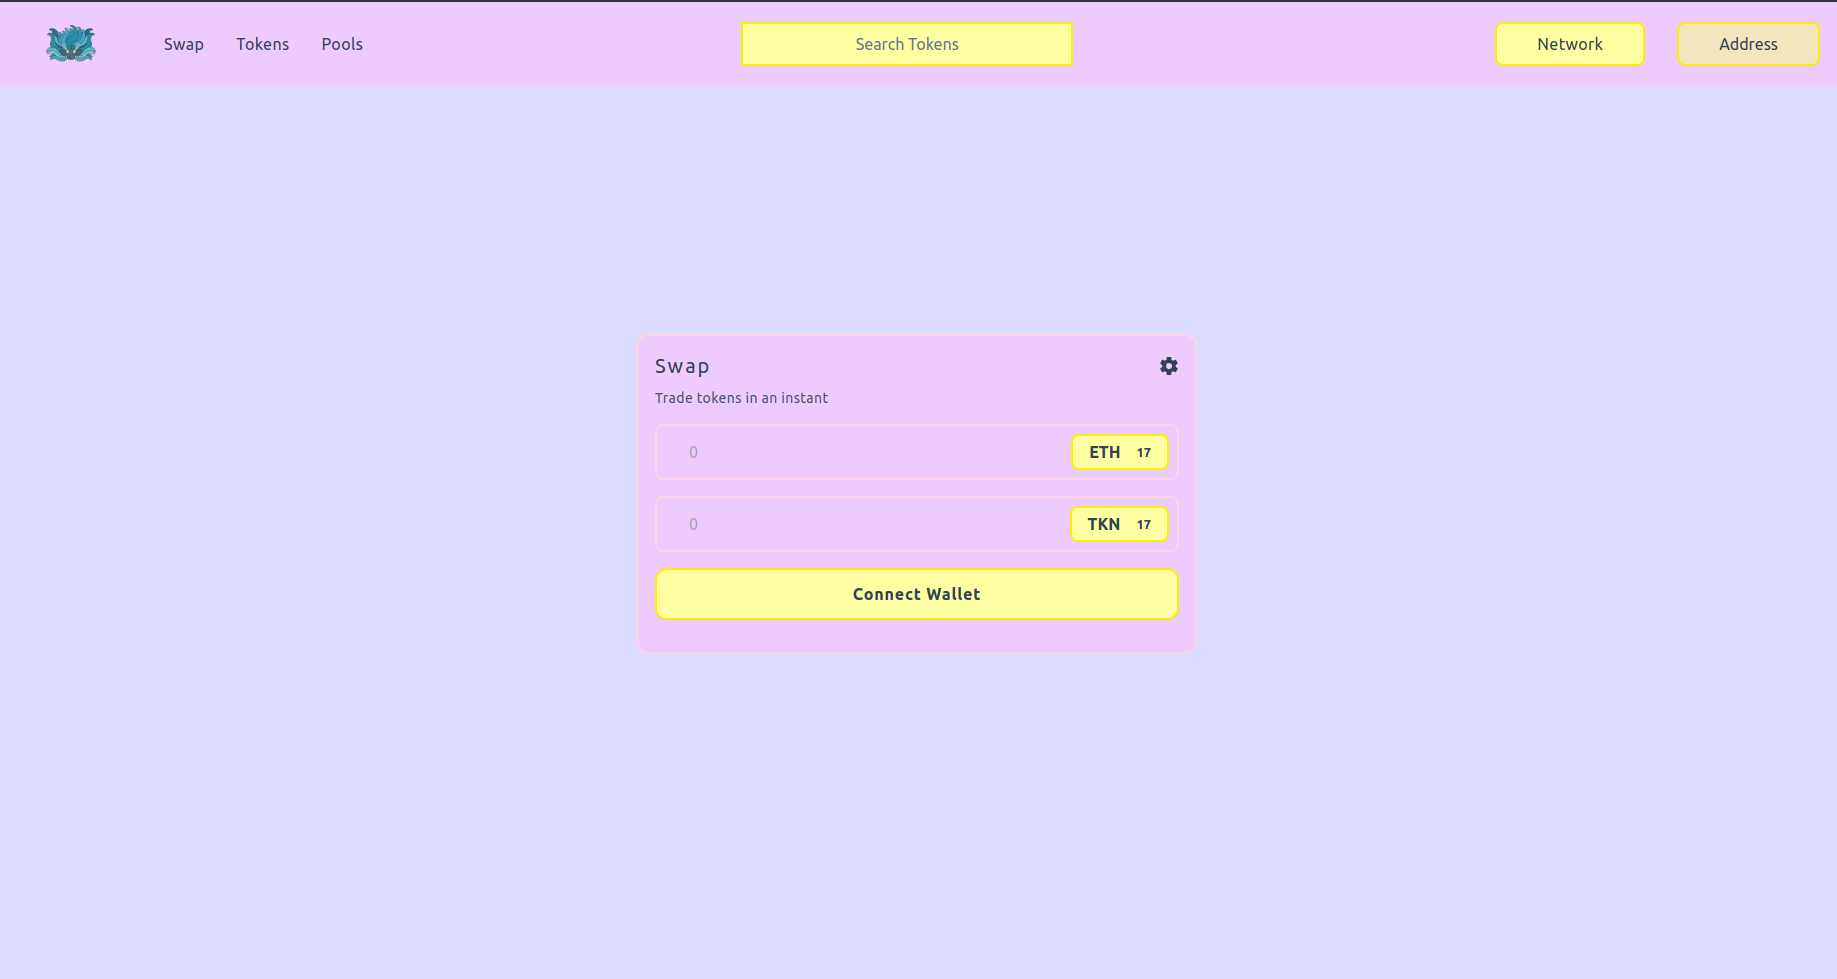 Swap Tokens Pools Search Tokens Network Address
Swap
Trade tokens in an instant
0 ETH 17
0 TKN 17
Connect Wallet